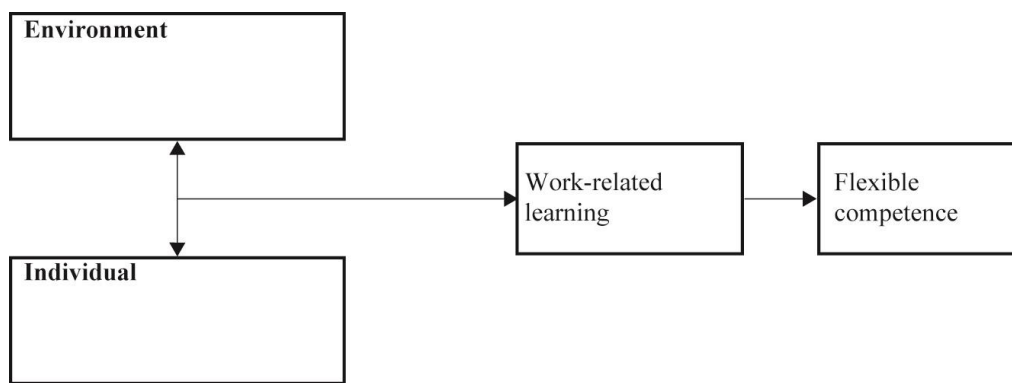 Environment
Work-related
learning
Flexible
competence
Individual